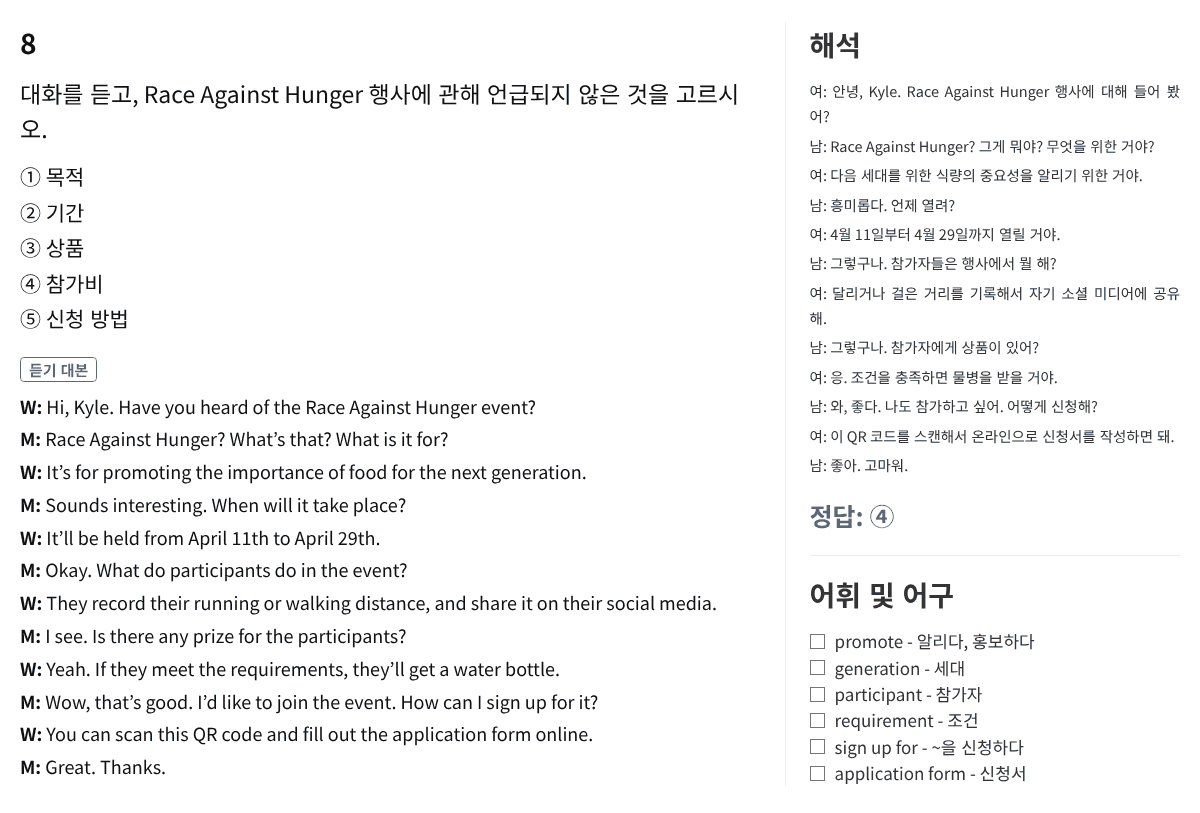 8
대화를 듣고, Race Against Hunger 행사에 관해 언급되지 않은 것을 고르시
오.
① 목적
② 기간
③ 상품
④ 참가비
⑤ 신청 방법
듣기 대본
W: Hi, Kyle. Have you heard of the Race Against Hunger event?
M: Race Against Hunger? What’s that? What is it for?
W: It’s for promoting the importance of food for the next generation.
M: Sounds interesting. When will it take place?
W: It’ll be held from April 11th to April 29th.
M: Okay. What do participants do in the event?
W: They record their running or walking distance, and share it on their social media.
M: I see. Is there any prize for the participants?
W: Yeah. If they meet the requirements, they’ll get a water bottle.
M: Wow, that’s good. I’d like to join the event. How can I sign up for it?
W: You can scan this QR code and fill out the application form online.
M: Great. Thanks.
해석
여: 안녕, Kyle. Race Against Hunger 행사에 대해 들어 봤
어?
남: Race Against Hunger? 그게 뭐야? 무엇을 위한 거야?
여: 다음 세대를 위한 식량의 중요성을 알리기 위한 거야.
남: 흥미롭다. 언제 열려?
여: 4월 11일부터 4월 29일까지 열릴 거야.
남: 그렇구나. 참가자들은 행사에서 뭘 해?
여: 달리거나 걸은 거리를 기록해서 자기 소셜 미디어에 공유
해.
남: 그렇구나. 참가자에게 상품이 있어?
여: 응. 조건을 충족하면 물병을 받을 거야.
남: 와, 좋다. 나도 참가하고 싶어. 어떻게 신청해?
여: 이 QR 코드를 스캔해서 온라인으로 신청서를 작성하면 돼.
남: 좋아. 고마워.
정답: ④
어휘 및 어구
promote - 알리다, 홍보하다
generation - 세대
participant - 참가자
requirement - 조건
sign up for - ~을 신청하다
application form - 신청서